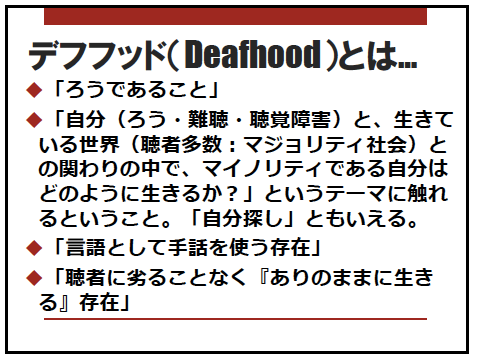 デフフッド（ Deafhood ）とは...
◆「ろうであること」
◆「自分（ろう・難聴・聴覚障害）と、生きて
いる世界（聴者多数：マジョリティ社会）と
の関わりの中で、マイノリティである自分は
どのように生きるか？」というテーマに触れ
るということ。「自分探し」ともいえる。
◆「言語として手話を使う存在」
◆「聴者に劣ることなく『ありのままに生き
る』存在」